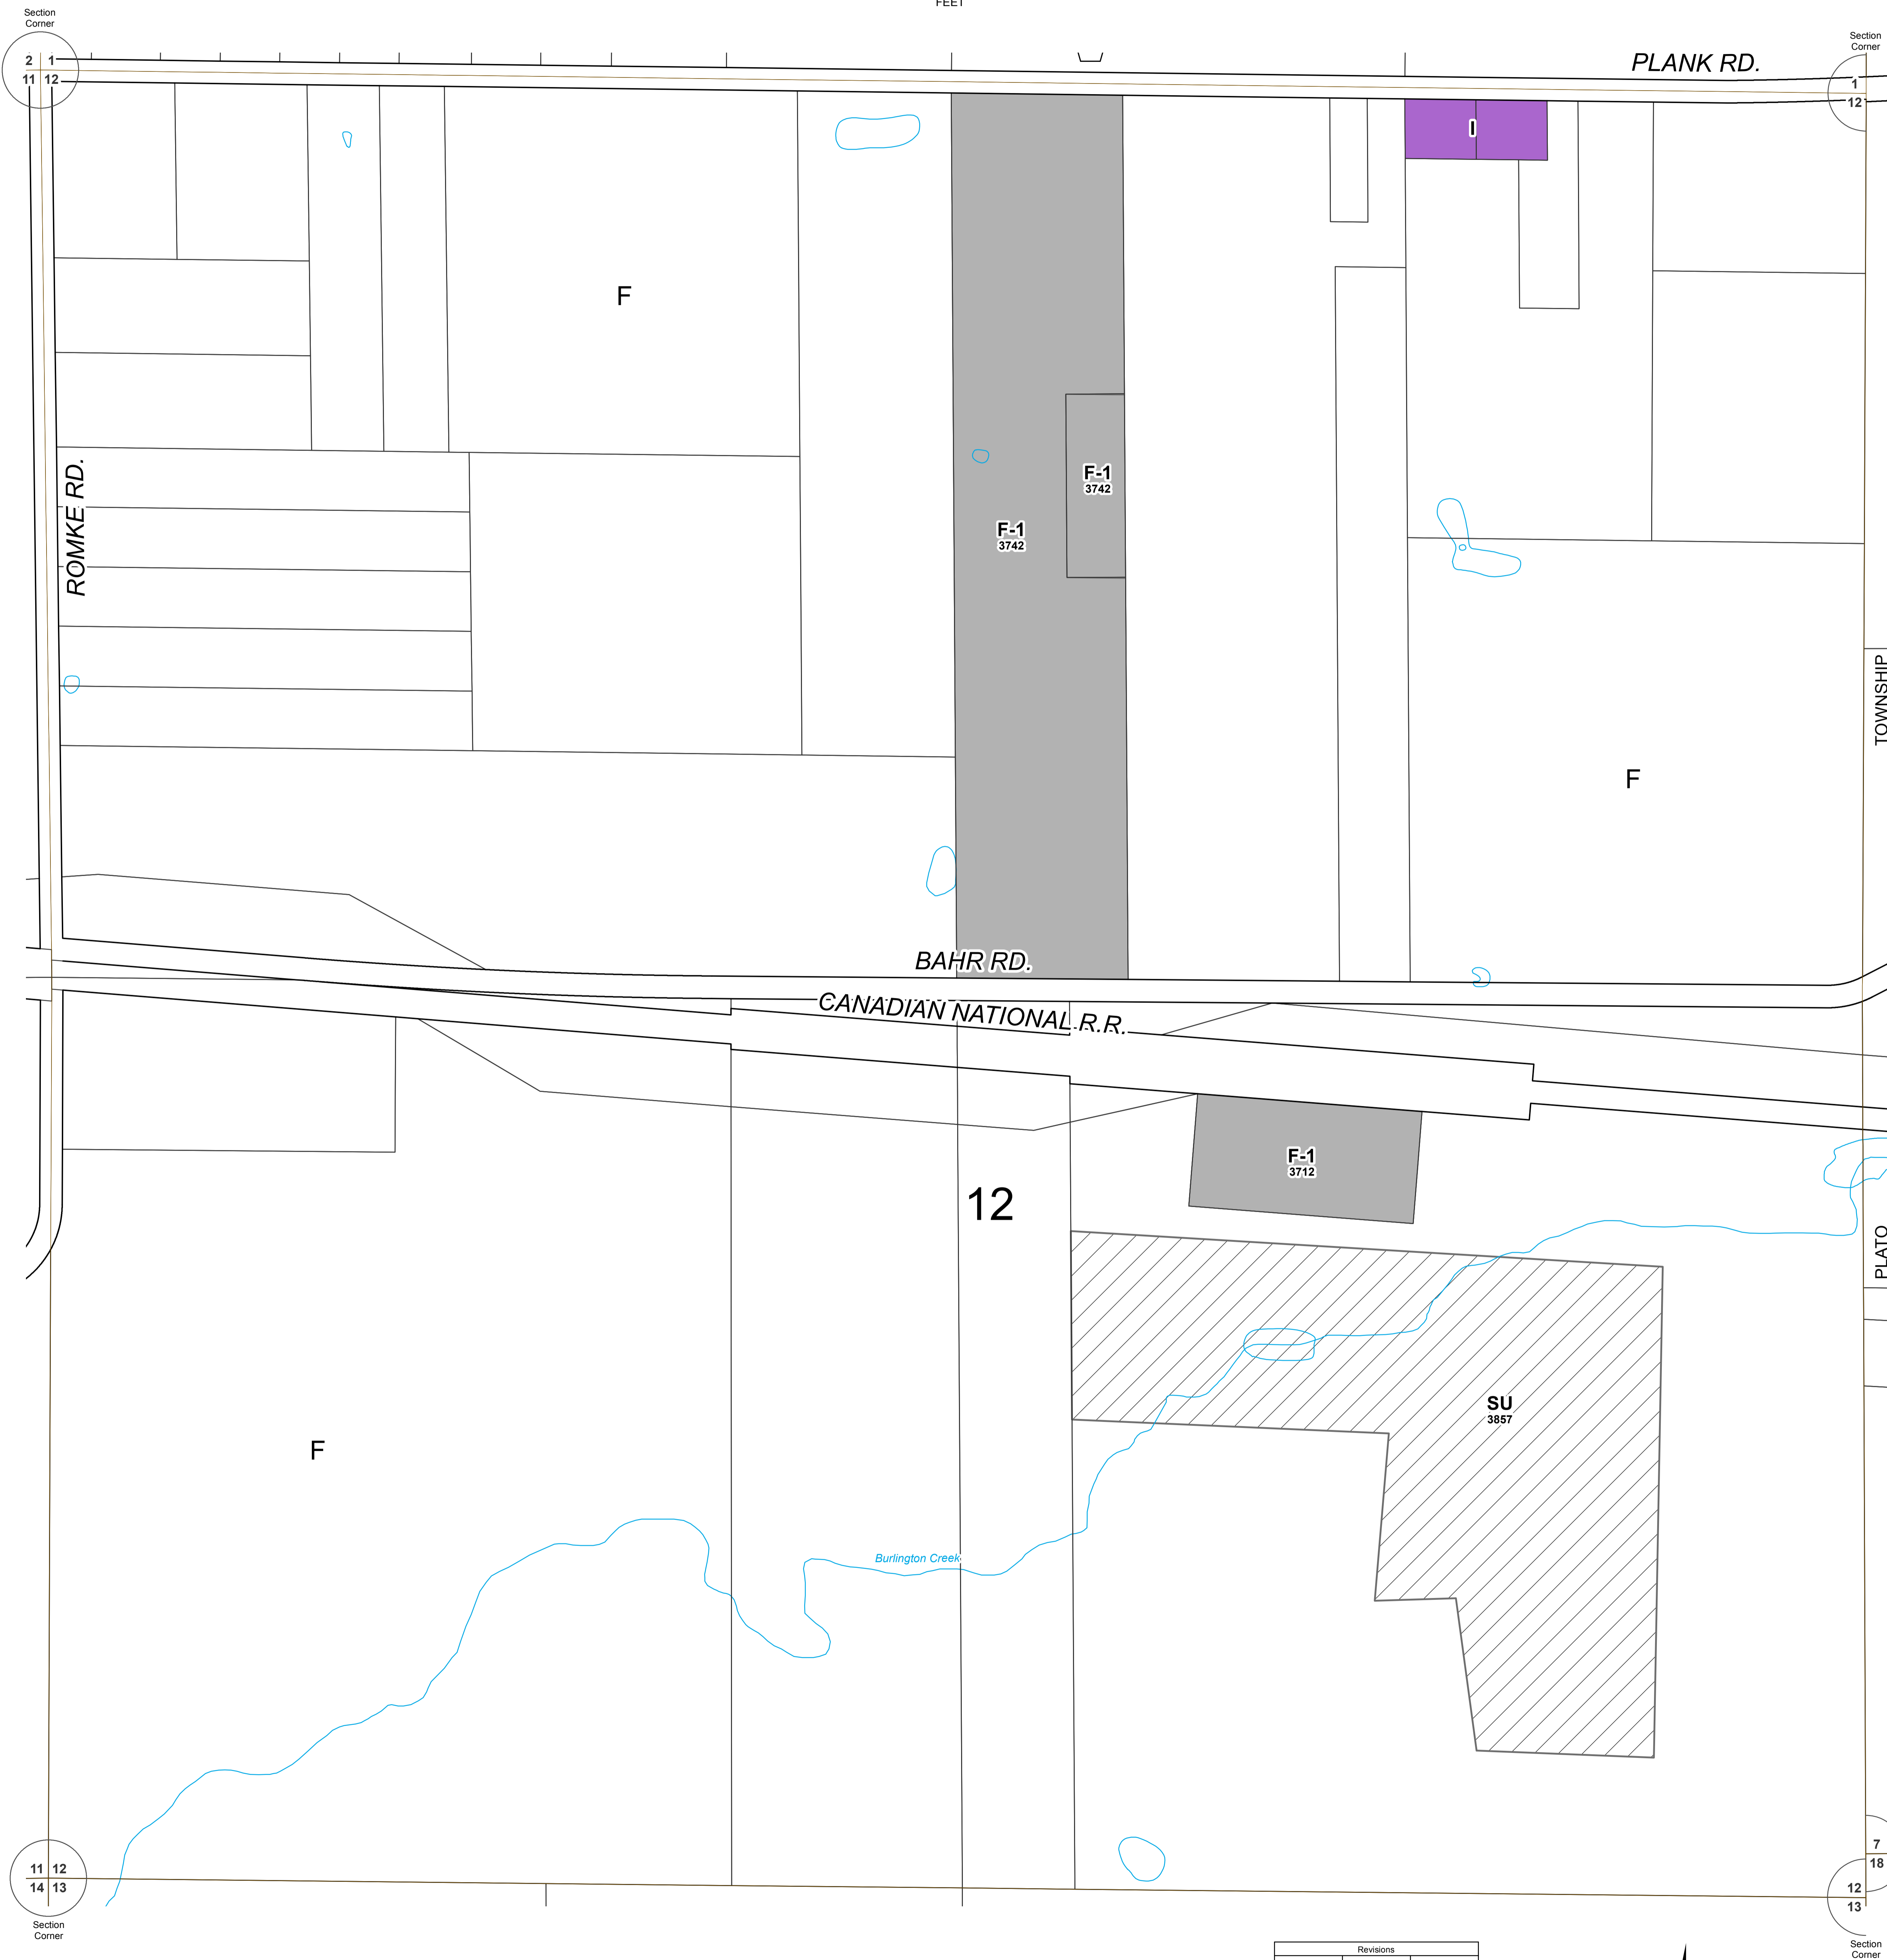 FEET
Section
Corner
Section
Corner
PLANK RD.
2 1
11 12
1
12
I
F
ROMKE RD.
F-1
3742
F-1
3742
TOWNSHIP
F
BAHR RD.
CANADIAN NATIONAL R.R.
F-1
3712
12
PLATO
SU
3857
F
Burlington Creek
7
18
11 12
14 13
12
13
Section
Corner
Section
Corner
Revisions